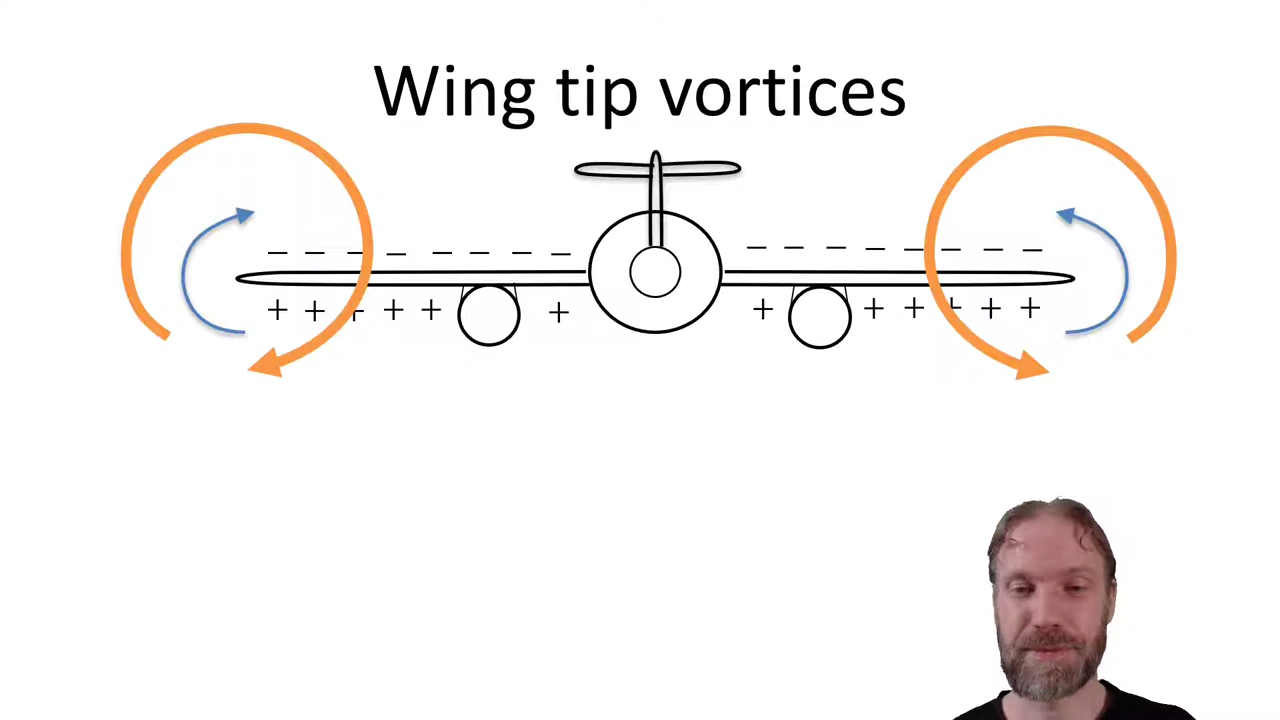 Wing tip vortices
_ _ _ _ _ _ _ _ _ _ _ _ _ _ _ _
+ + + + + + + + + + + +